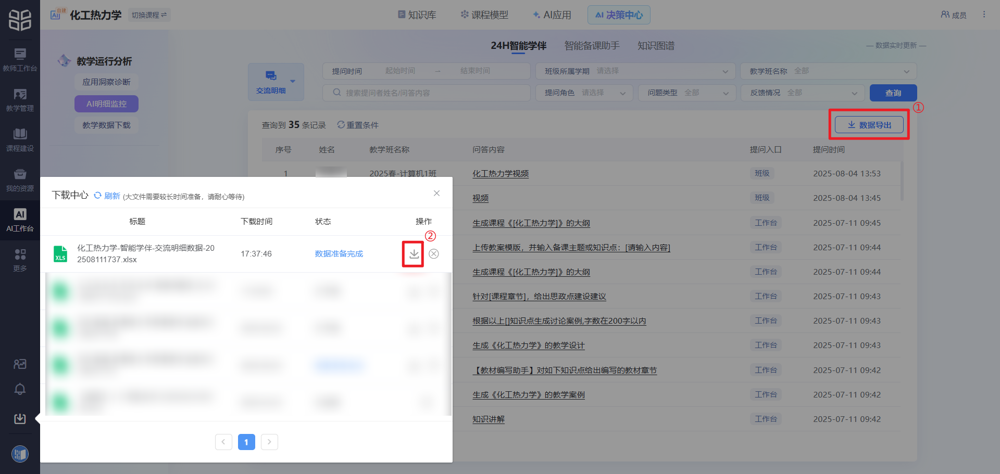 自建
AI
化工热力学
切换课程
知识库
课程模型
AI应用
AI 决策中心
成员
教师工作台
教学管理
课程建设
我的资源
AI
AI工作台
更多
教学运行分析
应用洞察诊断
AI明细监控
教学数据下载
24H智能学伴
智能备课助手
知识图谱
— 数据实时更新 —
交流明细
提问时间 起始时间 → 结束时间
班级所属学期 请选择
教学班名称 全部
搜索提问者姓名/问答内容
提问角色 请选择
问题类型 全部
反馈情况 全部
查询
①
查询到 35 条记录 重置条件
数据导出
序号 姓名 教学班名称 问答内容 提问入口 提问时间
1 2025春-计算机1班 化工热力学视频 班级 2025-08-04 13:53
视频 班级 2025-08-04 13:45
生成课程《[化工热力学]》的大纲 工作台 2025-07-11 09:45
上传教案模版，并输入备课主题或知识点：[请输入内容] 工作台 2025-07-11 09:44
生成课程《[化工热力学]》的大纲 工作台 2025-07-11 09:44
针对[课程章节]，给出思政点建设建议 工作台 2025-07-11 09:43
根据以上[]知识点生成讨论案例,字数在200字以内 工作台 2025-07-11 09:43
生成《化工热力学》的教学设计 工作台 2025-07-11 09:43
【教材编写助手】对如下知识点给出编写的教材章节 工作台 2025-07-11 09:42
生成《化工热力学》的教学案例 工作台 2025-07-11 09:42
知识讲解 工作台 2025-07-11 09:42
下载中心 刷新 (大文件需要较长时间准备，请耐心等待)
标题 下载时间 状态 操作
②
XLS
化工热力学-智能学伴-交流明细数据-20
2508111737.xlsx
17:37:46
数据准备完成
1